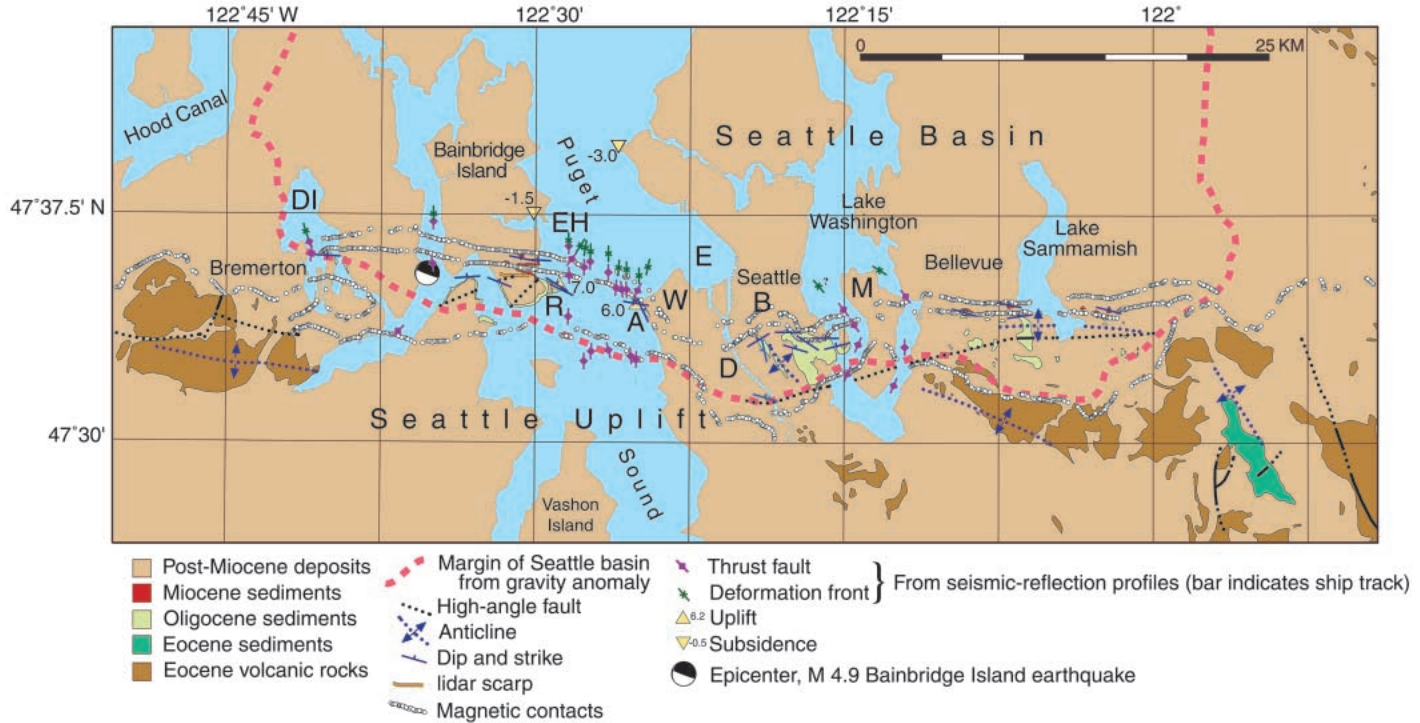 122˚45' W
122˚30'
122˚15'
122˚
0
25 KM
Hood Canal
Seattle Basin
Bainbridge
Island
Puget
-3.0
-1.5
47˚37.5' N
DI
EH
Lake
Washington
Lake
Sammamish
E
Bremerton
Seattle
Bellevue
M
B
W
7.0
R
6.0
A
D
Seattle Uplift
47˚30'
Sound
Vashon
Island
Post-Miocene deposits
Miocene sediments
Oligocene sediments
Eocene sediments
Eocene volcanic rocks
Margin of Seattle basin
from gravity anomaly
High-angle fault
Anticline
Dip and strike
lidar scarp
Magnetic contacts
Thrust fault
Deformation front
From seismic-reflection profiles (bar indicates ship track)
6.2 Uplift
-0.5 Subsidence
Epicenter, M 4.9 Bainbridge Island earthquake